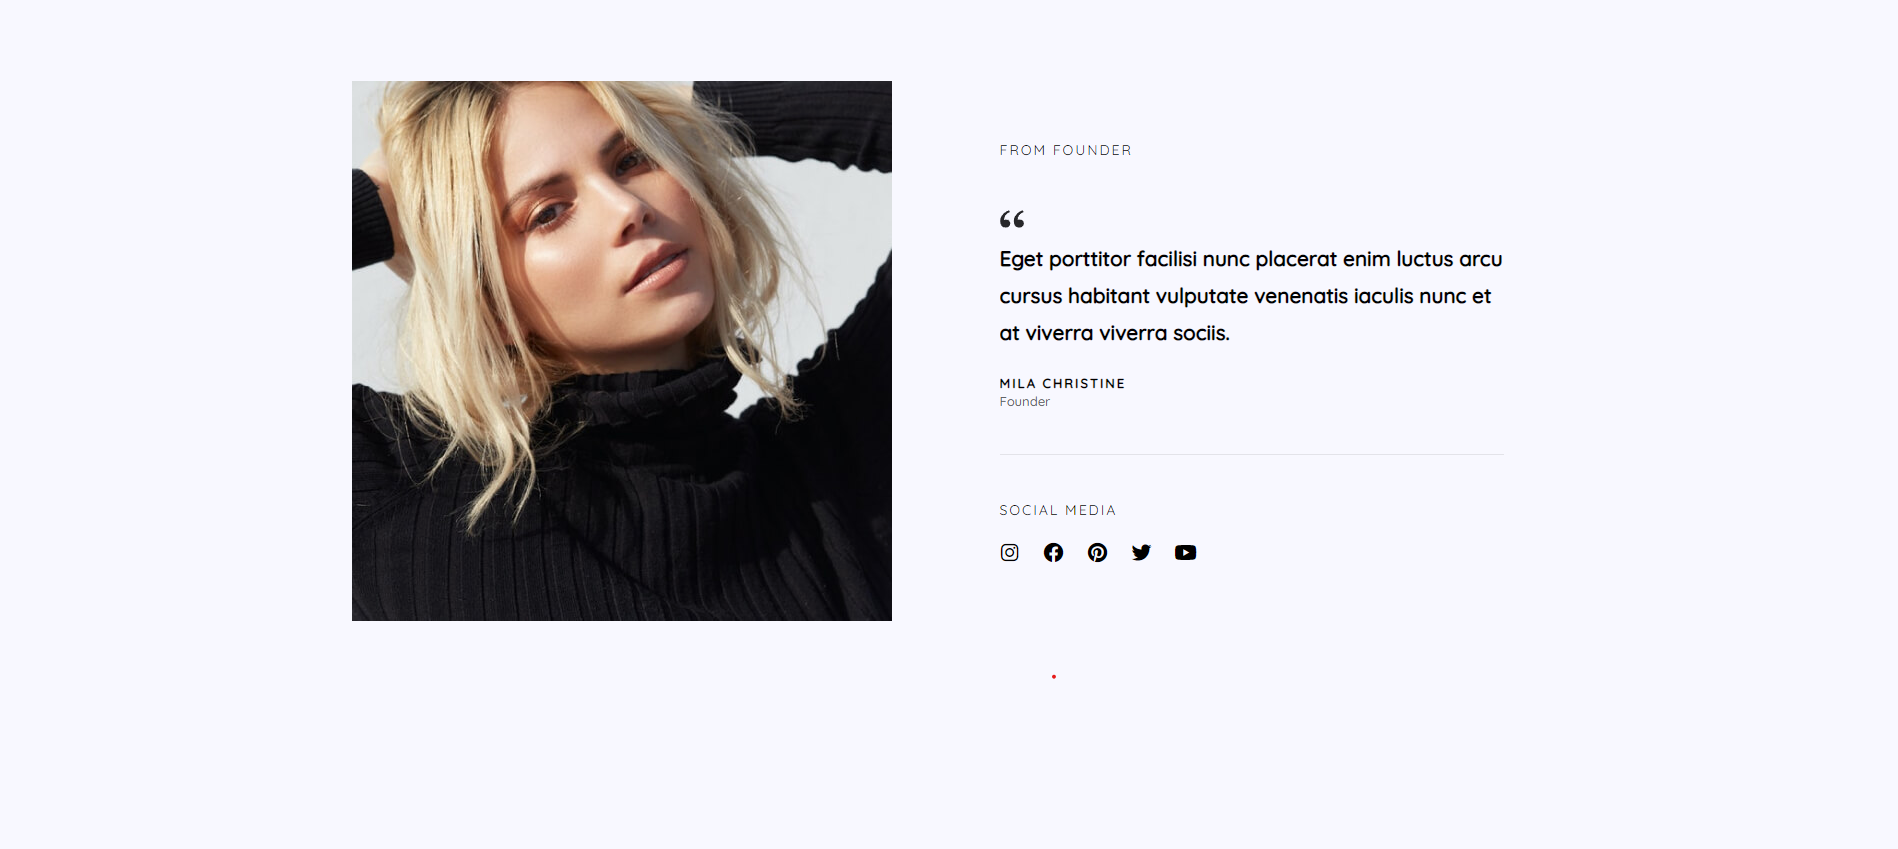 FROM FOUNDER
“
Eget porttitor facilisi nunc placerat enim luctus arcu
cursus habitant vulputate venenatis iaculis nunc et
at viverra viverra sociis.
MILA CHRISTINE
Founder
SOCIAL MEDIA